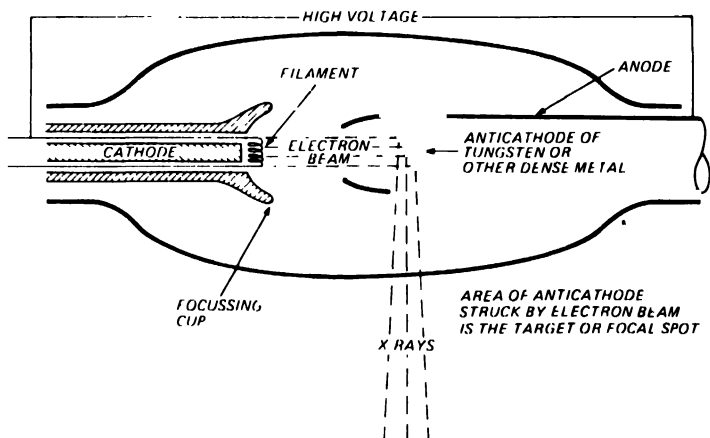 HIGH VOLTAGE
FILAMENT
ANODE
CATHODE
ELECTRON
BEAM
ANTICATHODE OF
TUNGSTEN OR
OTHER DENSE METAL
FOCUSSING
CUP
AREA OF ANTICATHODE
STRUCK BY ELECTRON BEAM
IS THE TARGET OR FOCAL SPOT
X RAYS